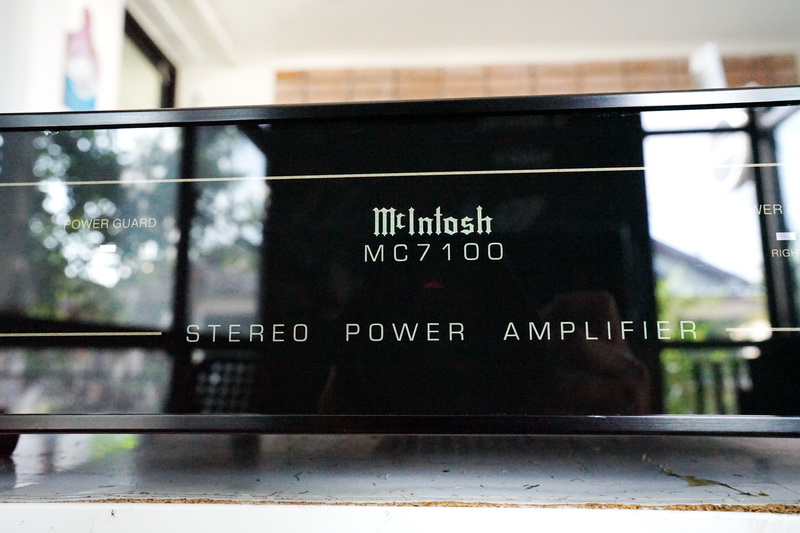 POWER GUARD
McIntosh
MC7100
STEREO POWER AMPLIFIER